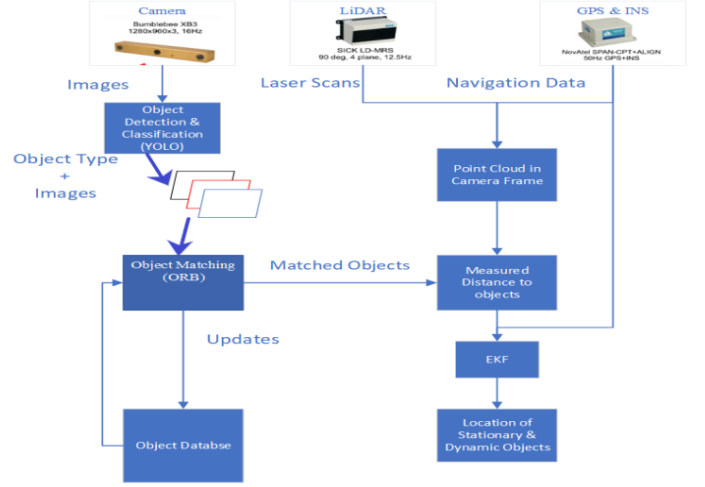 Camera
Bumblebee XB3
1280x960x3, 16Hz
LiDAR
SICK LD-MRS
90 deg, 4 plane, 12.5Hz
GPS & INS
NovAtel SPAN-CPT+ALIGN
50Hz GPS+INS
Images
Laser Scans
Navigation Data
Object
Detection &
Classification
(YOLO)
Object Type
+
Images
Point Cloud in
Camera Frame
Object Matching
(ORB)
Matched Objects
Measured
Distance to
objects
Updates
EKF
Object Databse
Location of
Stationary &
Dynamic Objects